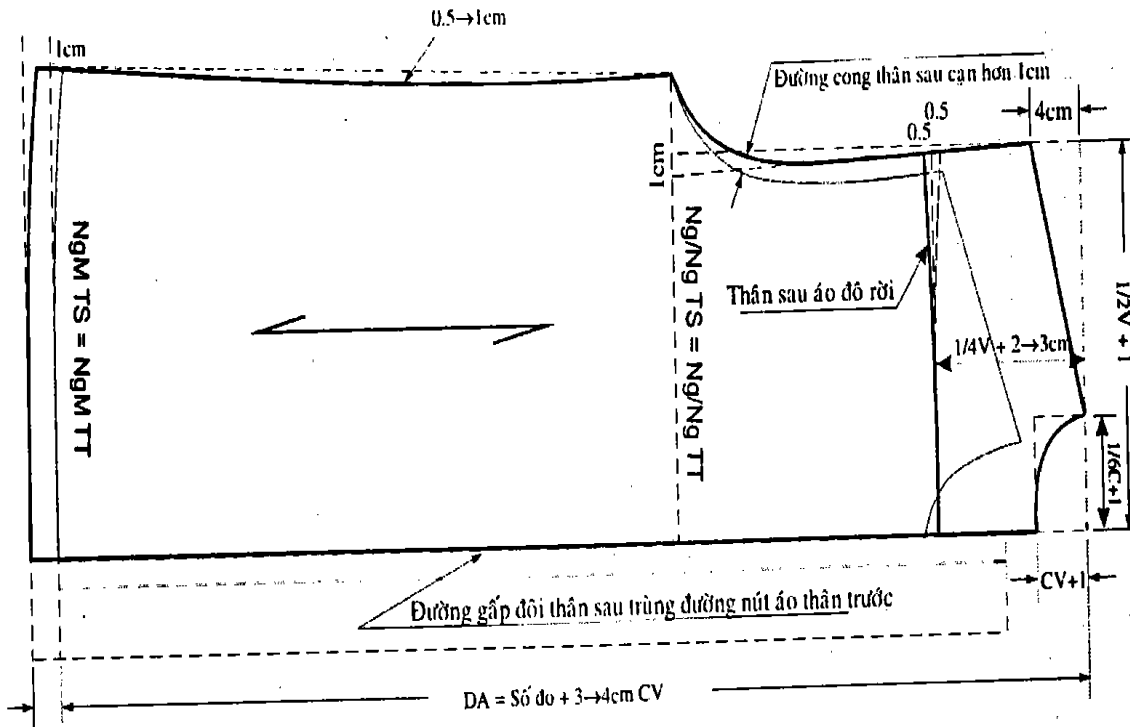 0.5→1cm
1cm
Đường cong thân sau cạn hơn 1cm
4cm
0.5
0.5
1cm
NgM TS = NgM TT
Ng/Ng TS = Ng/Ng TT
Thân sau áo đô rời
1/4V + 2→3cm
1/2V + 1
1/6C+1
CV+1
Đường gấp đôi thân sau trùng đường nút áo thân trước
DA = Số đo + 3→4cm CV